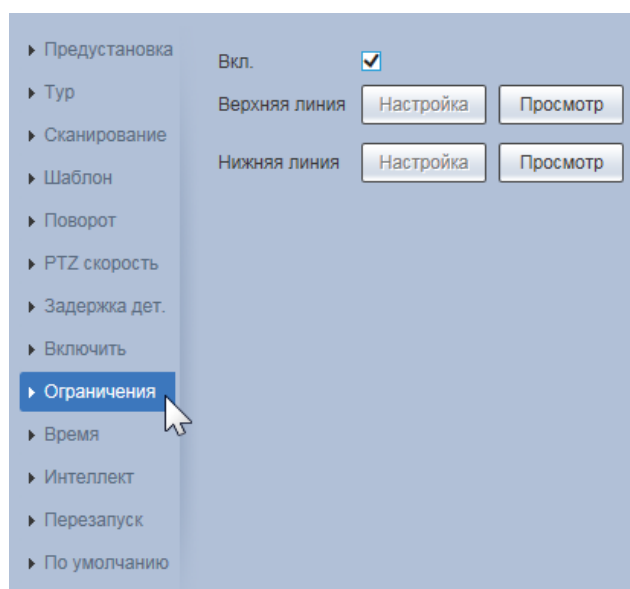 Предустановка
Тур
Сканирование
Шаблон
Поворот
PTZ скорость
Задержка дет.
Включить
Ограничения
Время
Интеллект
Перезапуск
По умолчанию
Вкл.
Верхняя линия Настройка Просмотр
Нижняя линия Настройка Просмотр